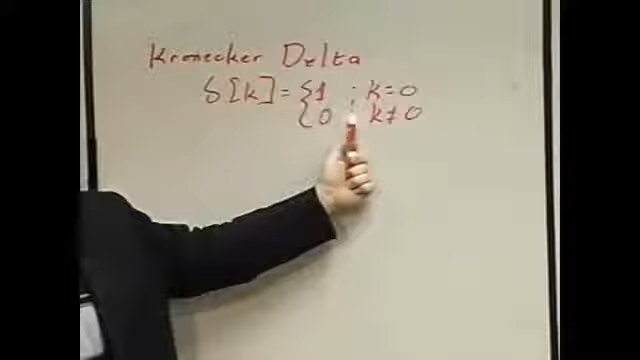 Kronecker Delta
δ[k] = { 1 ; k = 0
{ 0 ; k ≠ 0